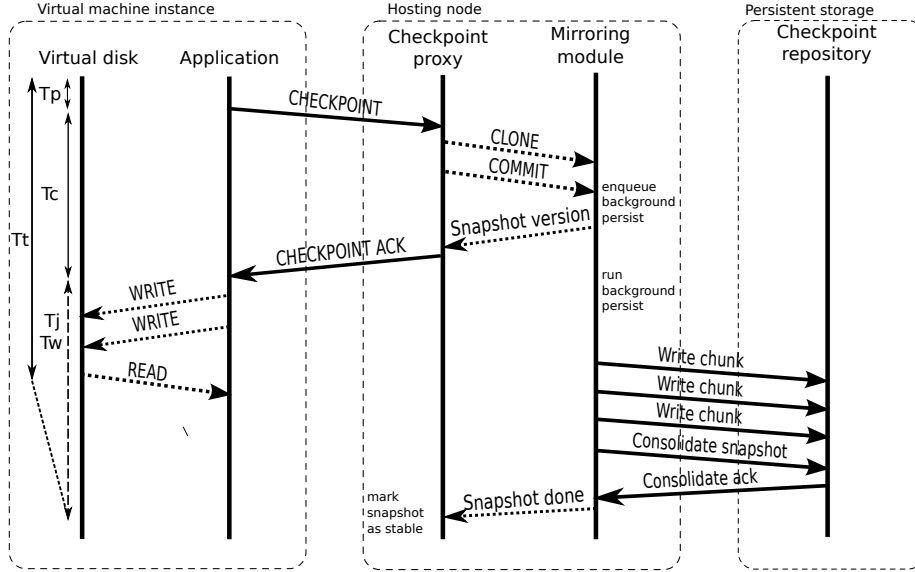 Virtual machine instance
Hosting node
Persistent storage
Virtual disk
Application
Checkpoint
proxy
Mirroring
module
Checkpoint
repository
Tp
CHECKPOINT
CLONE
COMMIT
Tc
enqueue
background
persist
Snapshot version
Tt
CHECKPOINT ACK
run
background
persist
WRITE
Tj
WRITE
Tw
READ
Write chunk
Write chunk
Write chunk
Consolidate snapshot
Consolidate ack
mark
snapshot
as stable
Snapshot done